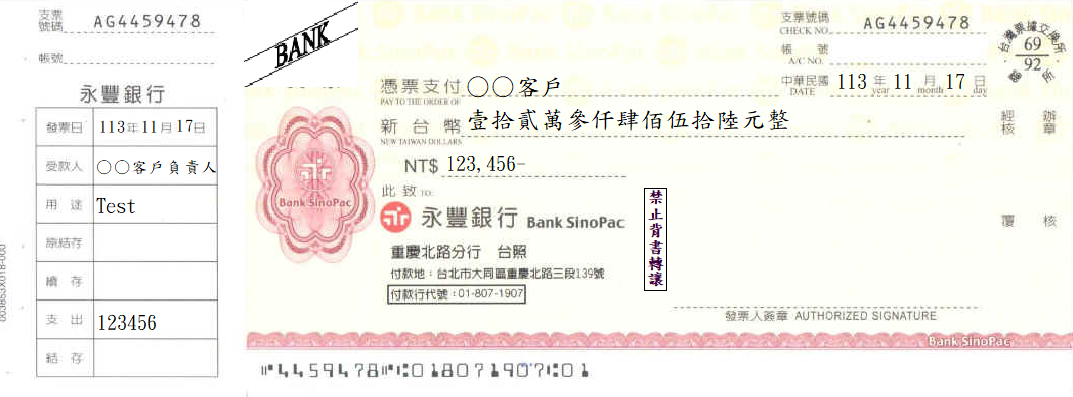 支票
號碼 AG4459478
帳號
永豐銀行
發票日 113年11月17日
受款人 ○○客戶負責人
用途 Test
原結存
續存
支出 123456
結存
003853X018-000
BANK
支票號碼 AG4459478
CHECK NO.
帳號
A/C NO.
中華民國 113 年 11 月 17 日
DATE year month day
台灣票據交換所
69
92
憑票支付 ○○客戶
PAY TO THE ORDER OF
新台幣 壹拾貳萬參仟肆佰伍拾陸元整
NEW TAIWAN DOLLARS
NT$ 123,456-
此致 TO:
永豐銀行 Bank SinoPac
重慶北路分行 台照
付款地：台北市大同區重慶北路三段139號
付款行代號：01-807-1907
Bank SinoPac
禁止背書轉讓
經辦
核章
覆核
發票人簽章 AUTHORIZED SIGNATURE
Bank SinoPac
⑈4459478⑈⑆018071907⑆01